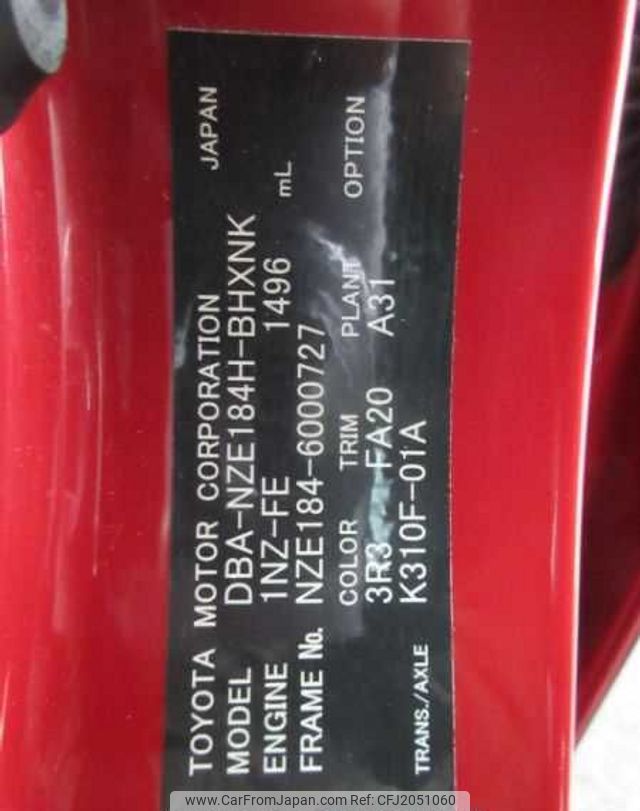 TOYOTA MOTOR CORPORATION JAPAN
MODEL DBA-NZE184H-BHXNK
ENGINE 1NZ-FE 1496 mL
FRAME No. NZE184-6000727
COLOR TRIM PLANT OPTION
3R3 FA20 A31
TRANS./AXLE K310F-01A
www.CarFromJapan.com | CFJ2051060